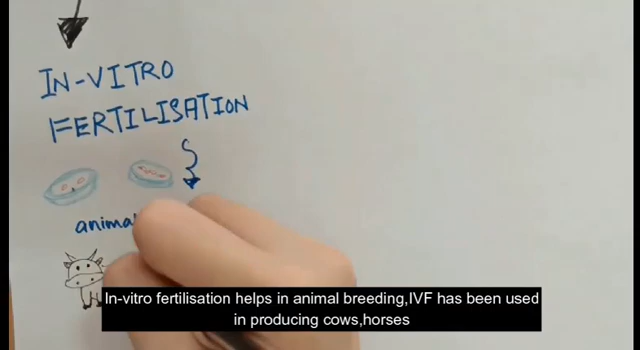 IN-VITRO
FERTILISATION
In-vitro fertilisation helps in animal breeding,IVF has been used
in producing cows,horses